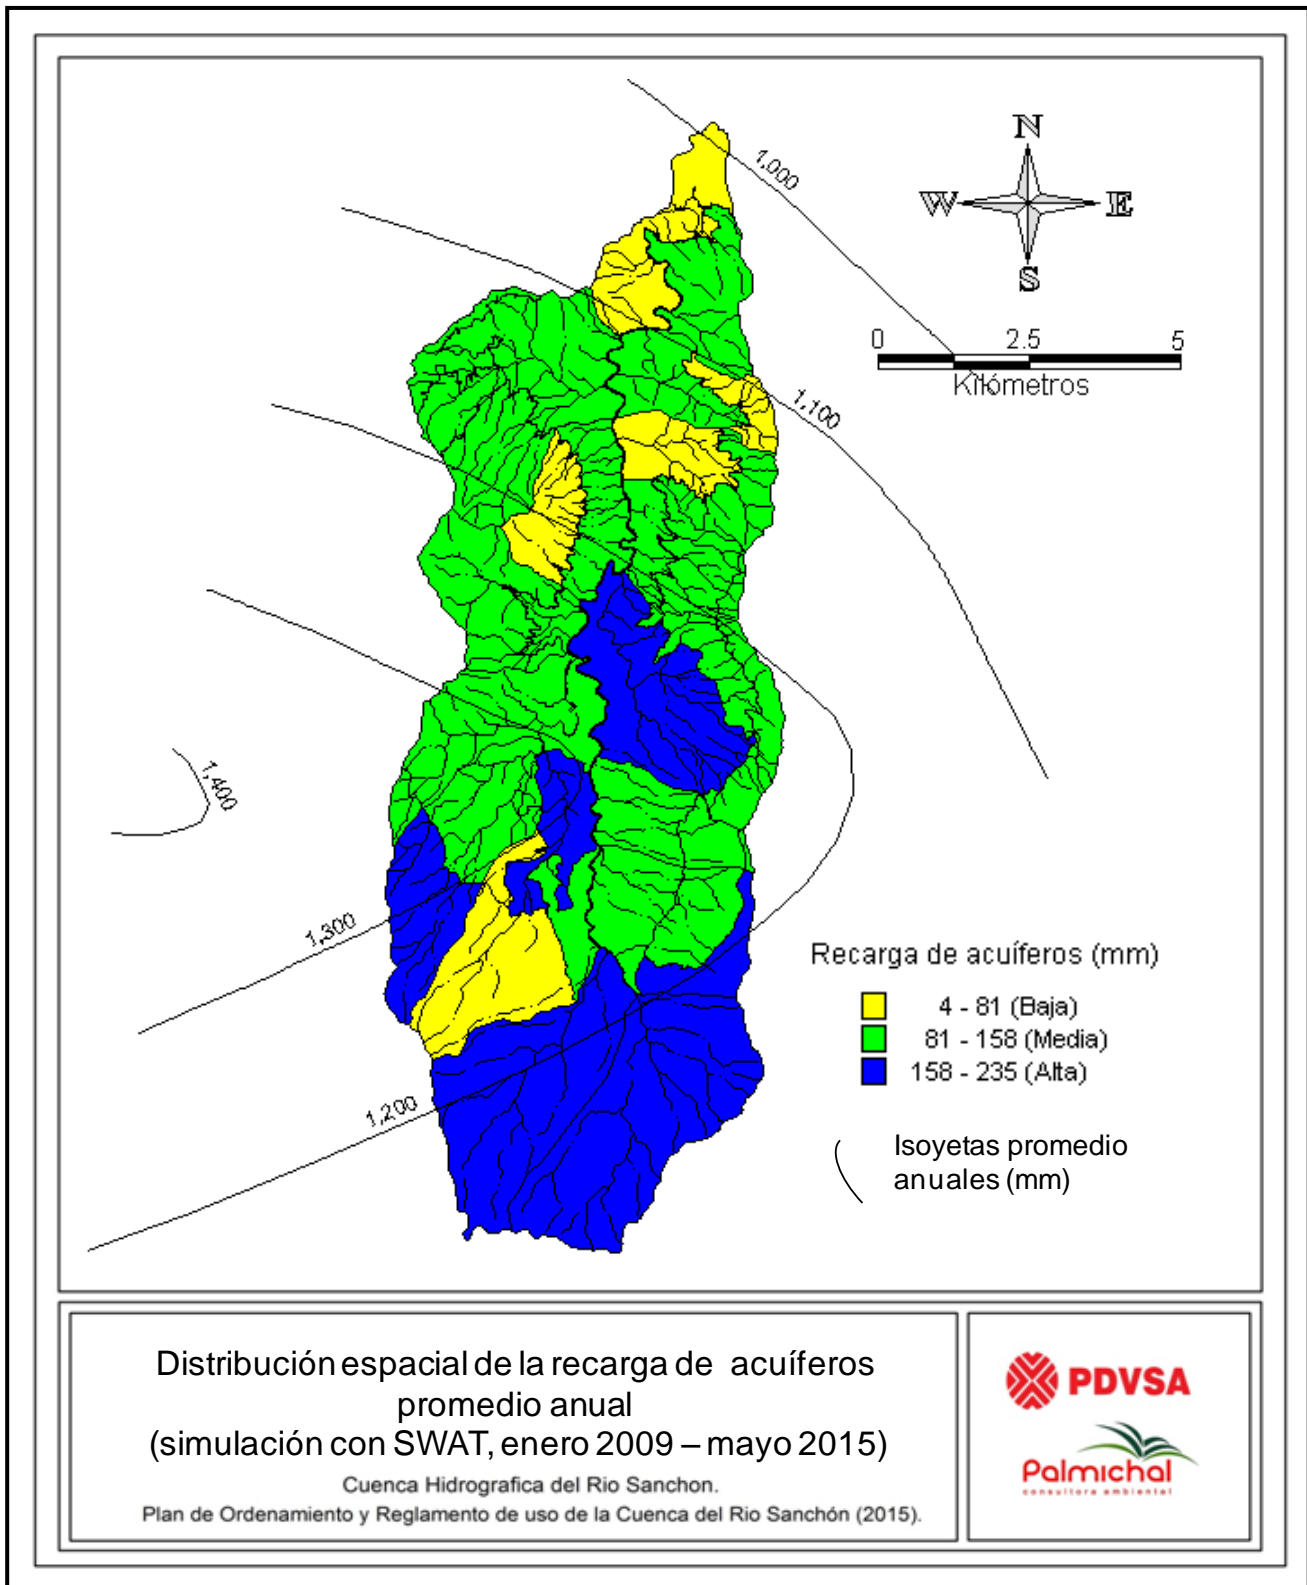 N
W
E
S
0 2.5 5
Kilómetros
1,000
1,100
1,400
1,300
1,200
Recarga de acuíferos (mm)
4 - 81 (Baja)
81 - 158 (Media)
158 - 235 (Alta)
Isoyetas promedio
anuales (mm)
Distribución espacial de la recarga de acuíferos
promedio anual
(simulación con SWAT, enero 2009 – mayo 2015)
Cuenca Hidrografica del Rio Sanchon.
Plan de Ordenamiento y Reglamento de uso de la Cuenca del Rio Sanchón (2015).
PDVSA
Palmichal
consultora ambiental